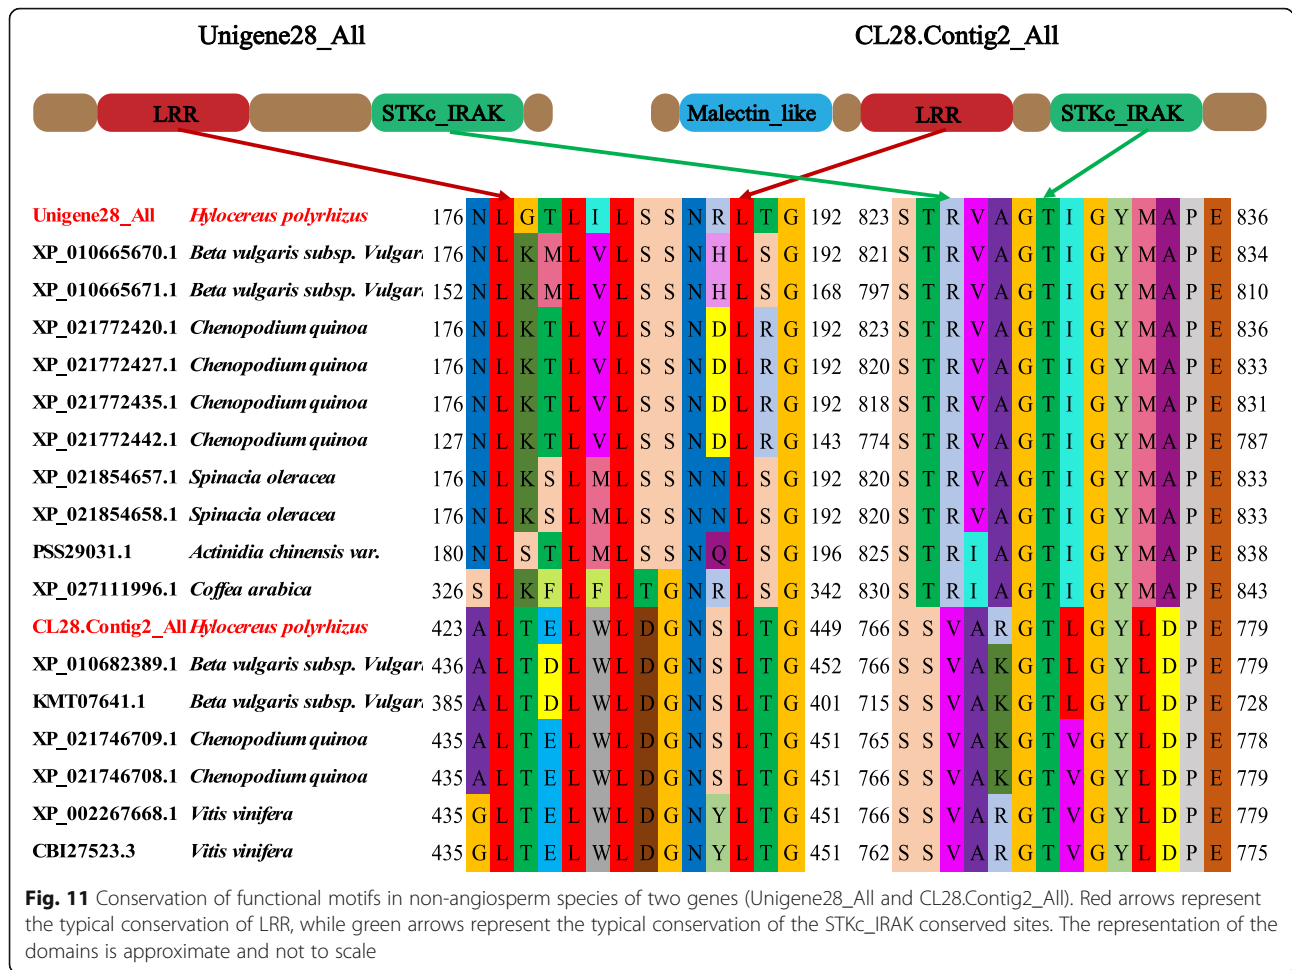 Unigene28_All CL28.Contig2_All
LRR STKc_IRAK Malectin_like LRR STKc_IRAK
Unigene28_All Hylocereus polyrhizus 176 N L G T L I L S S N R L T G 192 823 S T R V A G T I G Y M A P E 836
XP_010665670.1 Beta vulgaris subsp. Vulgari 176 N L K M L V L S S N H L S G 192 821 S T R V A G T I G Y M A P E 834
XP_010665671.1 Beta vulgaris subsp. Vulgari 152 N L K M L V L S S N H L S G 168 797 S T R V A G T I G Y M A P E 810
XP_021772420.1 Chenopodium quinoa 176 N L K T L V L S S N D L R G 192 823 S T R V A G T I G Y M A P E 836
XP_021772427.1 Chenopodium quinoa 176 N L K T L V L S S N D L R G 192 820 S T R V A G T I G Y M A P E 833
XP_021772435.1 Chenopodium quinoa 176 N L K T L V L S S N D L R G 192 818 S T R V A G T I G Y M A P E 831
XP_021772442.1 Chenopodium quinoa 127 N L K T L V L S S N D L R G 143 774 S T R V A G T I G Y M A P E 787
XP_021854657.1 Spinacia oleracea 176 N L K S L M L S S N N L S G 192 820 S T R V A G T I G Y M A P E 833
XP_021854658.1 Spinacia oleracea 176 N L K S L M L S S N N L S G 192 820 S T R V A G T I G Y M A P E 833
PSS29031.1 Actinidia chinensis var. 180 N L S T L M L S S N Q L S G 196 825 S T R I A G T I G Y M A P E 838
XP_027111996.1 Coffea arabica 326 S L K F L F L T G N R L S G 342 830 S T R I A G T I G Y M A P E 843
CL28.Contig2_All Hylocereus polyrhizus 423 A L T E L W L D G N S L T G 449 766 S S V A R G T L G Y L D P E 779
XP_010682389.1 Beta vulgaris subsp. Vulgari 436 A L T D L W L D G N S L T G 452 766 S S V A K G T L G Y L D P E 779
KMT07641.1 Beta vulgaris subsp. Vulgari 385 A L T D L W L D G N S L T G 401 715 S S V A K G T L G Y L D P E 728
XP_021746709.1 Chenopodium quinoa 435 A L T E L W L D G N S L T G 451 765 S S V A K G T V G Y L D P E 778
XP_021746708.1 Chenopodium quinoa 435 A L T E L W L D G N S L T G 451 766 S S V A K G T V G Y L D P E 779
XP_002267668.1 Vitis vinifera 435 G L T E L W L D G N Y L T G 451 766 S S V A R G T V G Y L D P E 779
CBI27523.3 Vitis vinifera 435 G L T E L W L D G N Y L T G 451 762 S S V A R G T V G Y L D P E 775
Fig. 11 Conservation of functional motifs in non-angiosperm species of two genes (Unigene28_All and CL28.Contig2_All). Red arrows represent
the typical conservation of LRR, while green arrows represent the typical conservation of the STKc_IRAK conserved sites. The representation of the
domains is approximate and not to scale